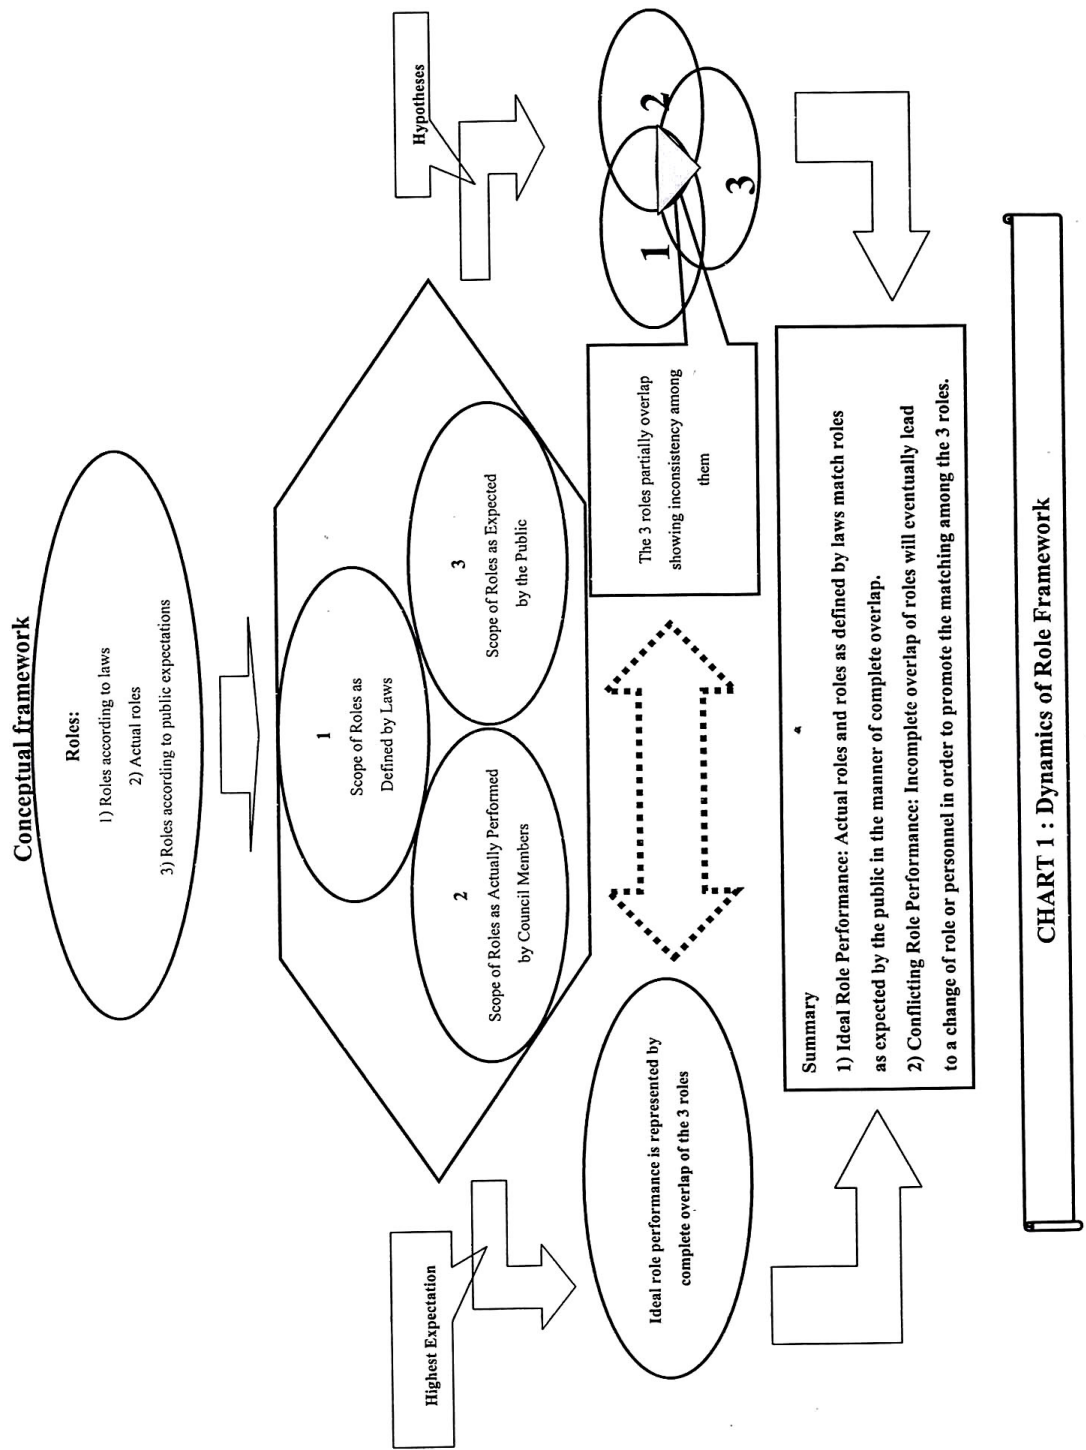 Conceptual framework
Roles:
1) Roles according to laws
2) Actual roles
3) Roles according to public expectations
1
Scope of Roles as
Defined by Laws
2
Scope of Roles as Actually Performed
by Council Members
3
Scope of Roles as Expected
by the Public
Highest Expectation
Hypotheses
Ideal role performance is represented by
complete overlap of the 3 roles
The 3 roles partially overlap
showing inconsistency among
them
1
2
3
Summary
1) Ideal Role Performance: Actual roles and roles as defined by laws match roles
as expected by the public in the manner of complete overlap.
2) Conflicting Role Performance: Incomplete overlap of roles will eventually lead
to a change of role or personnel in order to promote the matching among the 3 roles.
CHART 1 : Dynamics of Role Framework